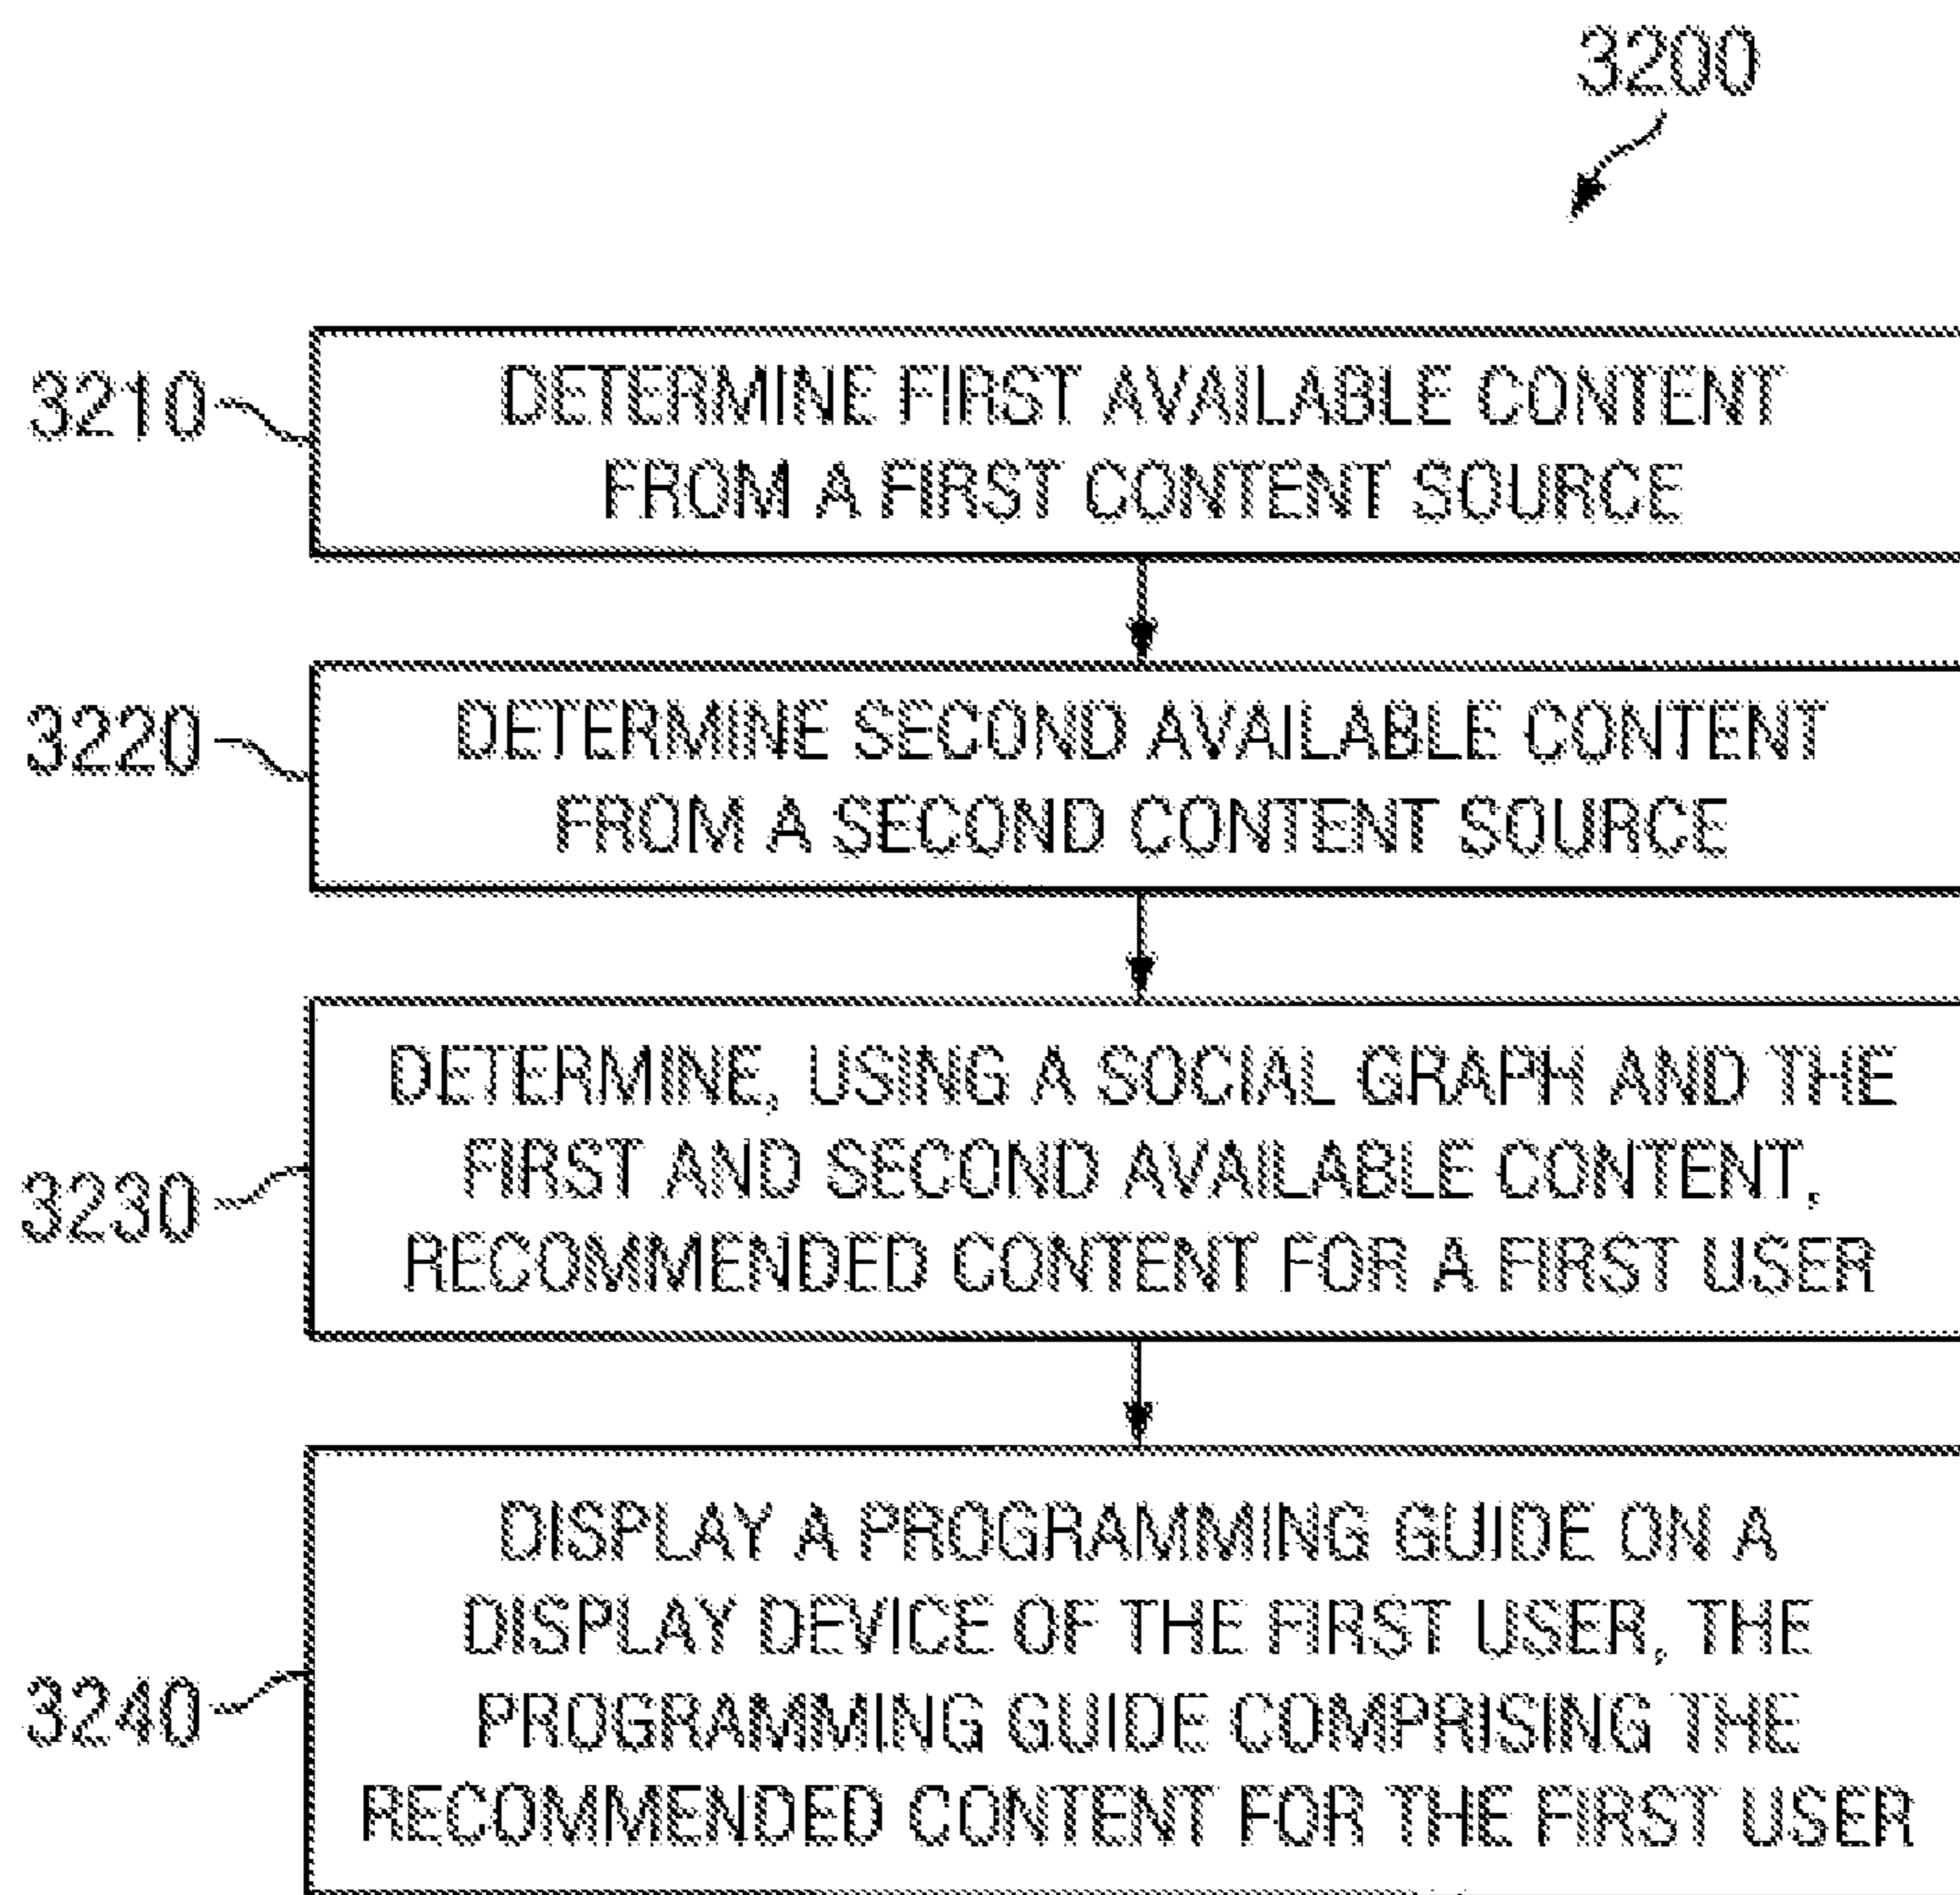 3200
3210
DETERMINE FIRST AVAILABLE CONTENT
FROM A FIRST CONTENT SOURCE
3220
DETERMINE SECOND AVAILABLE CONTENT
FROM A SECOND CONTENT SOURCE
3230
DETERMINE, USING A SOCIAL GRAPH AND THE
FIRST AND SECOND AVAILABLE CONTENT,
RECOMMENDED CONTENT FOR A FIRST USER
3240
DISPLAY A PROGRAMMING GUIDE ON A
DISPLAY DEVICE OF THE FIRST USER, THE
PROGRAMMING GUIDE COMPRISING THE
RECOMMENDED CONTENT FOR THE FIRST USER